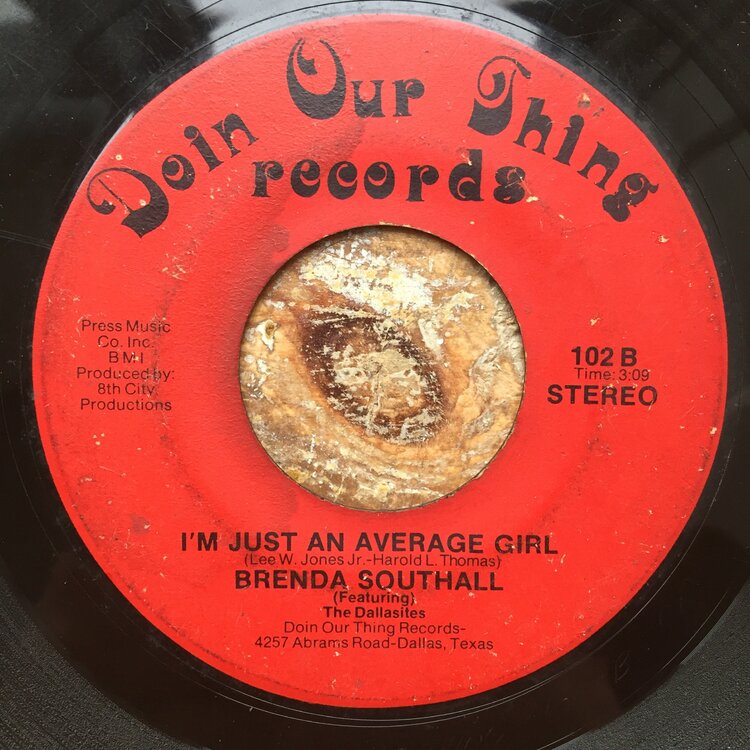 Doin Our Thing
records
Press Music
Co. Inc.
BMI
Produced by:
8th City
Productions
102 B
Time: 3:09
STEREO
I'M JUST AN AVERAGE GIRL
(Lee W. Jones Jr.-Harold L. Thomas)
BRENDA SOUTHALL
(Featuring)
The Dallasites
Doin Our Thing Records-
4257 Abrams Road-Dallas, Texas